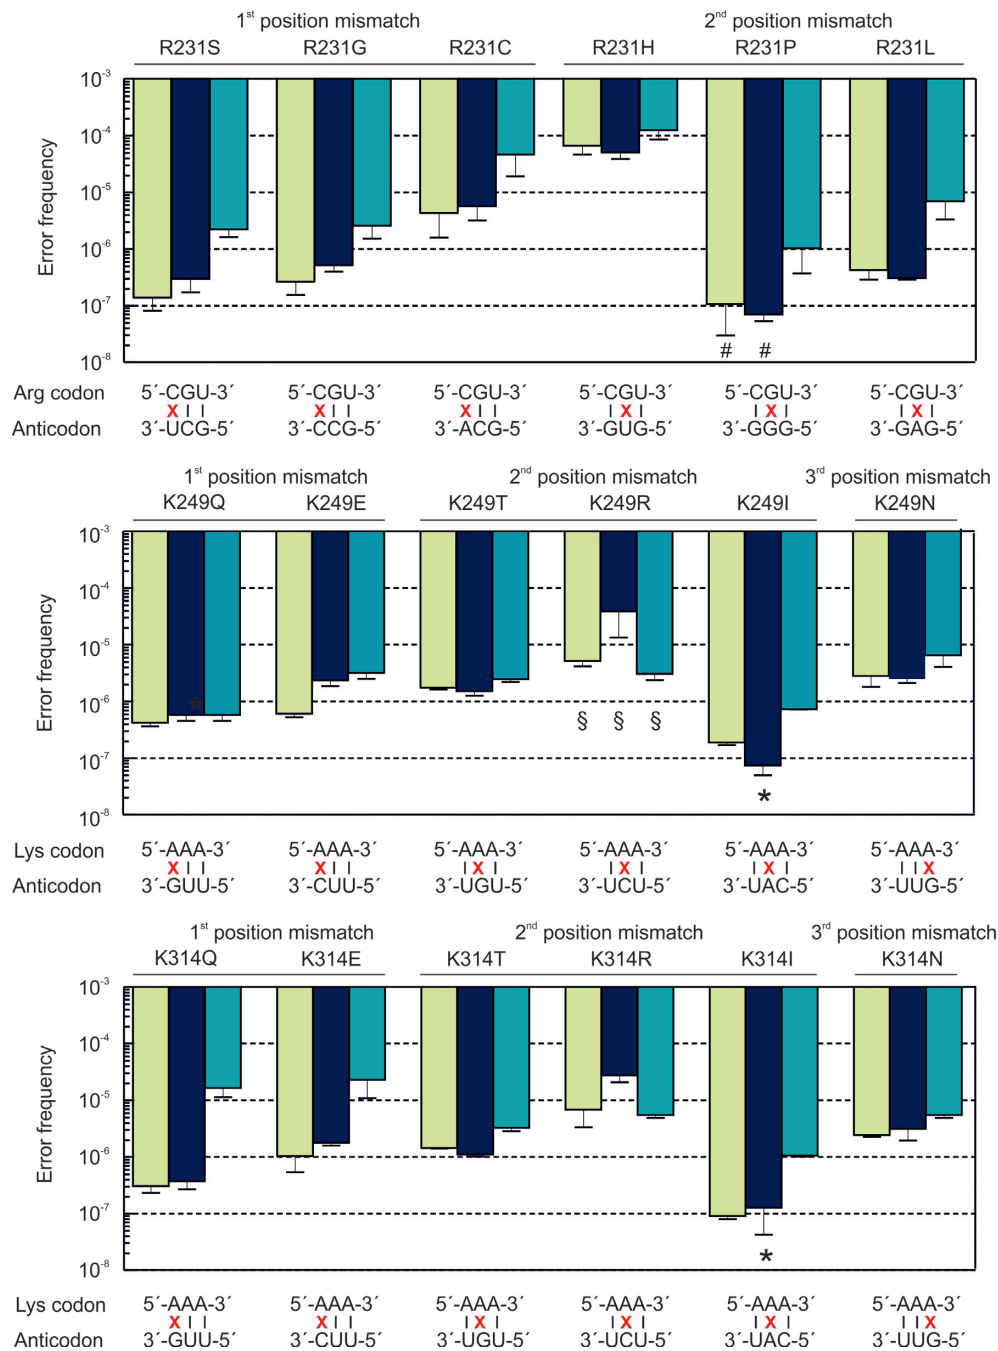 1st position mismatch 2nd position mismatch
R231S R231G R231C R231H R231P R231L
10-3
10-4
10-5
10-6
10-7
10-8
Error frequency
# #
Arg codon 5´-CGU-3´ 5´-CGU-3´ 5´-CGU-3´ 5´-CGU-3´ 5´-CGU-3´ 5´-CGU-3´
X X X X X X
Anticodon 3´-UCG-5´ 3´-CCG-5´ 3´-ACG-5´ 3´-GUG-5´ 3´-GGG-5´ 3´-GAG-5´
1st position mismatch 2nd position mismatch 3rd position mismatch
K249Q K249E K249T K249R K249I K249N
10-3
10-4
10-5
10-6
10-7
10-8
Error frequency
*
§ § §
*
Lys codon 5´-AAA-3´ 5´-AAA-3´ 5´-AAA-3´ 5´-AAA-3´ 5´-AAA-3´ 5´-AAA-3´
X X X X X X
Anticodon 3´-GUU-5´ 3´-CUU-5´ 3´-UGU-5´ 3´-UCU-5´ 3´-UAC-5´ 3´-UUG-5´
1st position mismatch 2nd position mismatch 3rd position mismatch
K314Q K314E K314T K314R K314I K314N
10-3
10-4
10-5
10-6
10-7
10-8
Error frequency
*
Lys codon 5´-AAA-3´ 5´-AAA-3´ 5´-AAA-3´ 5´-AAA-3´ 5´-AAA-3´ 5´-AAA-3´
X X X X X X
Anticodon 3´-GUU-5´ 3´-CUU-5´ 3´-UGU-5´ 3´-UCU-5´ 3´-UAC-5´ 3´-UUG-5´